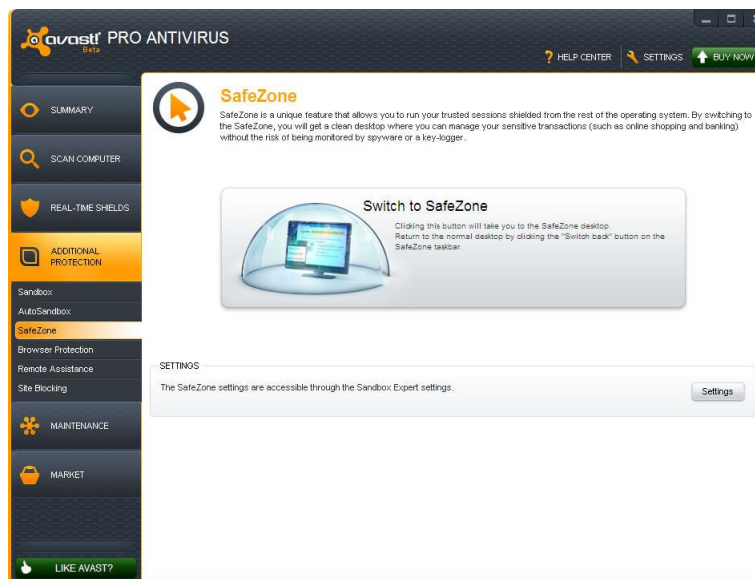 avast! PRO ANTIVIRUS
Beta
HELP CENTER
SETTINGS
BUY NOW
SUMMARY
SCAN COMPUTER
REAL-TIME SHIELDS
ADDITIONAL
PROTECTION
Sandbox
AutoSandbox
SafeZone
Browser Protection
Remote Assistance
Site Blocking
MAINTENANCE
MARKET
LIKE AVAST?
SafeZone
SafeZone is a unique feature that allows you to run your trusted sessions shielded from the rest of the operating system. By switching to
the SafeZone, you will get a clean desktop where you can manage your sensitive transactions (such as online shopping and banking)
without the risk of being monitored by spyware or a key-logger.
Switch to SafeZone
Clicking this button will take you to the SafeZone desktop.
Return to the normal desktop by clicking the "Switch back" button on the
SafeZone taskbar.
SETTINGS
The SafeZone settings are accessible through the Sandbox Expert settings.
Settings